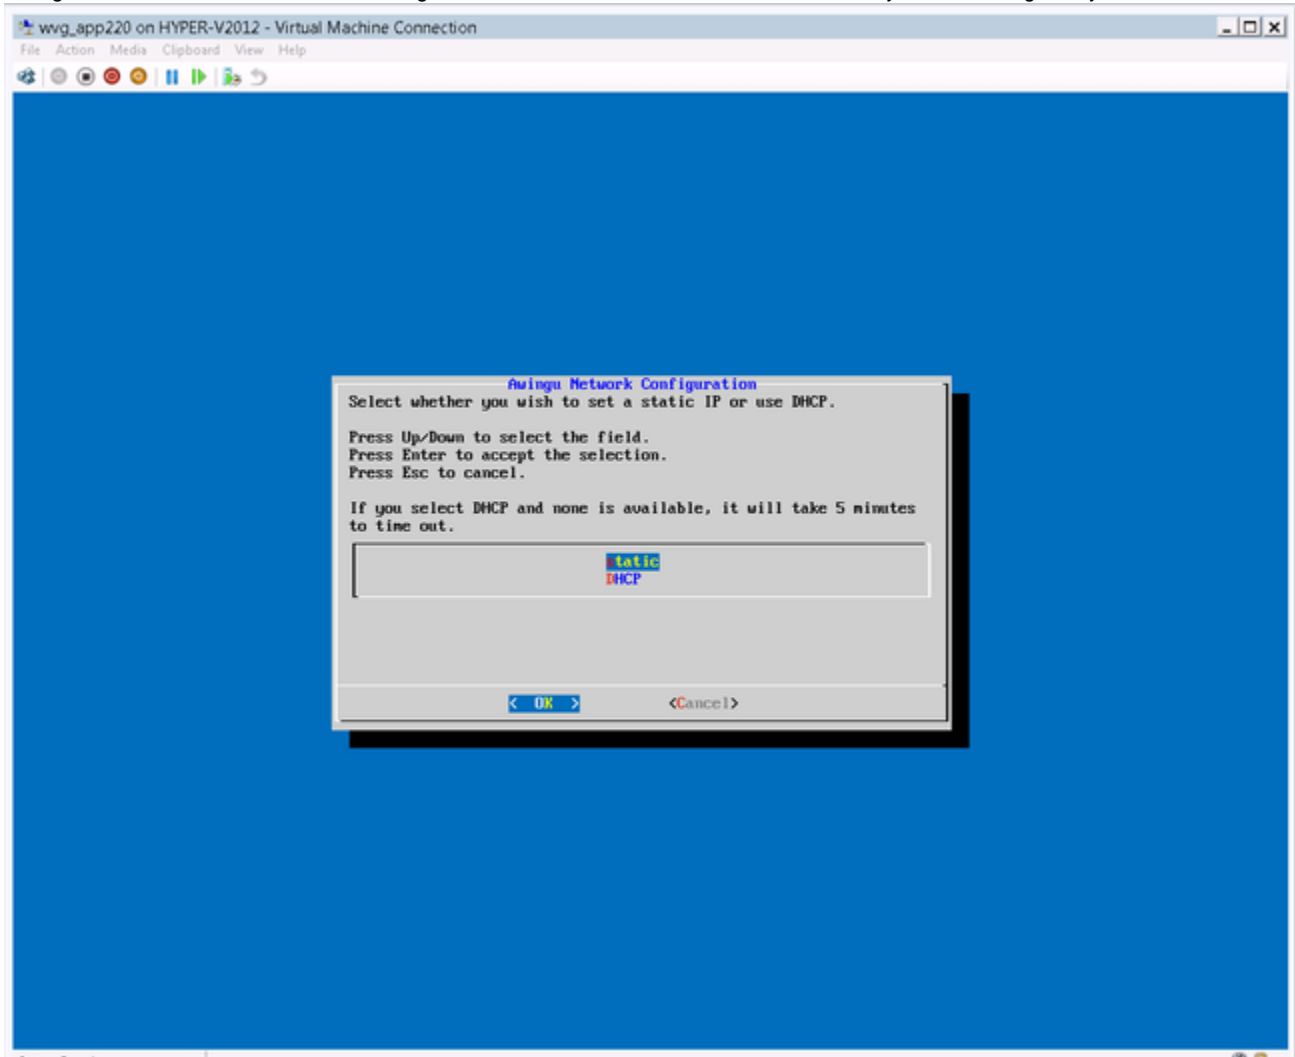 wvg_app220 on HYPER-V2012 - Virtual Machine Connection
File Action Media Clipboard View Help
Awingu Network Configuration
Select whether you wish to set a static IP or use DHCP.
Press Up/Down to select the field.
Press Enter to accept the selection.
Press Esc to cancel.
If you select DHCP and none is available, it will take 5 minutes
to time out.
static
DHCP
< OK > <Cancel>